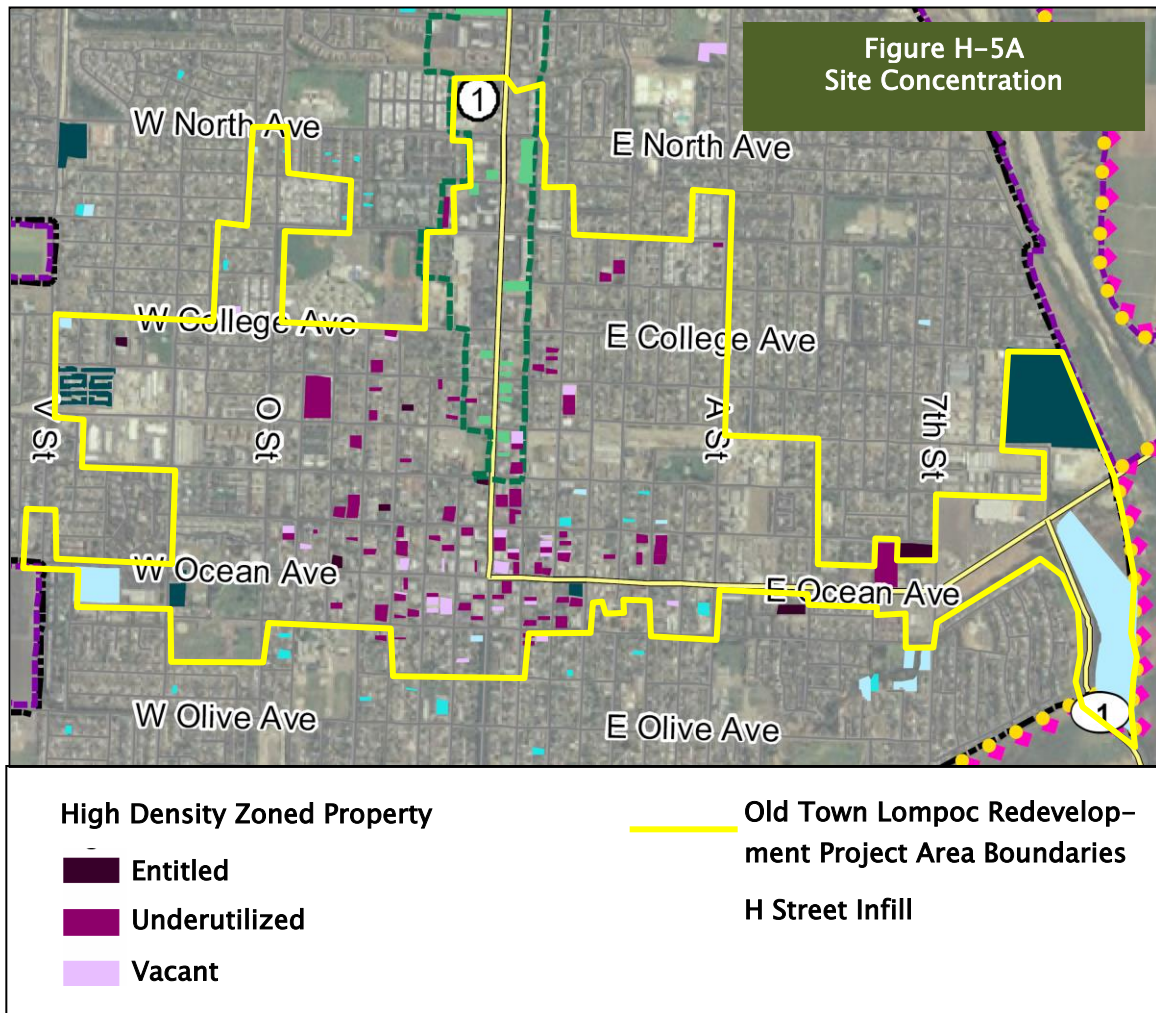 Figure H-5A
Site Concentration
1
W North Ave
E North Ave
W College Ave
E College Ave
V St
O St
A St
7th St
W Ocean Ave
E Ocean Ave
W Olive Ave
E Olive Ave
1
High Density Zoned Property
Entitled
Underutilized
Vacant
Old Town Lompoc Redevelop-
ment Project Area Boundaries
H Street Infill